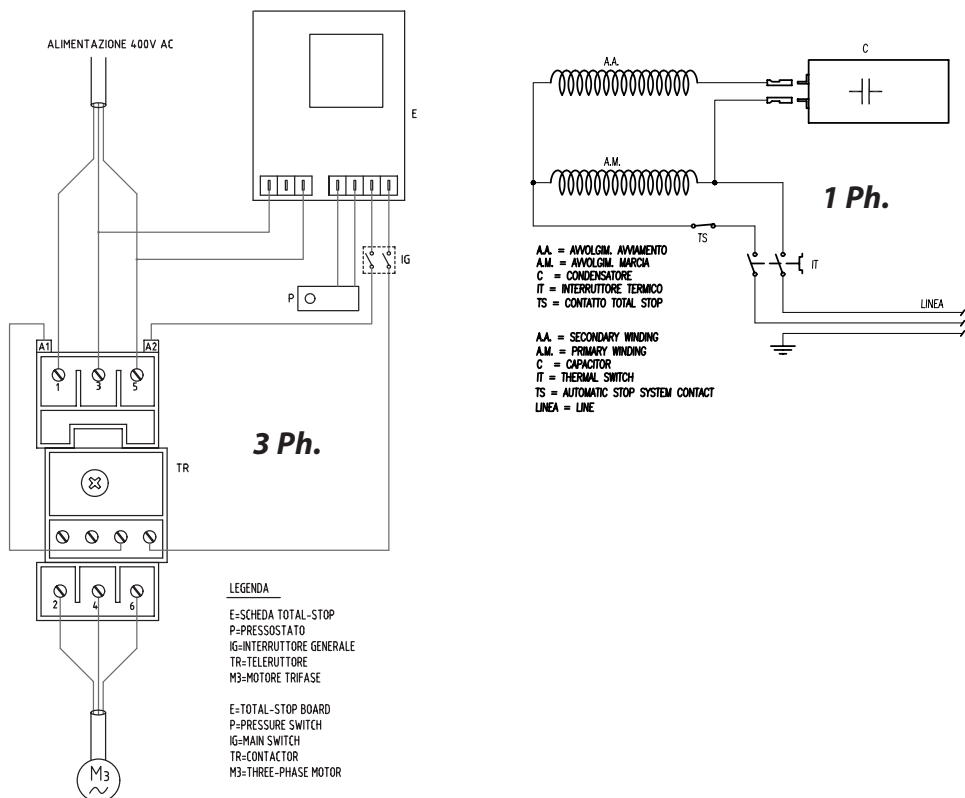 ALIMENTAZIONE 400V AC
E
IG
P
A1
A2
1
3
5
3 Ph.
TR
2
4
6
M3
LEGENDA
E=SCHEDA TOTAL-STOP
P=PRESSOSTATO
IG=INTERRUTTORE GENERALE
TR=TELERUTTORE
M3=MOTORE TRIFASE
E=TOTAL-STOP BOARD
P=PRESSURE SWITCH
IG=MAIN SWITCH
TR=CONTACTOR
M3=THREE-PHASE MOTOR
A.A.
C
A.M.
1 Ph.
TS
IT
LINEA
A.A. = AVVOLGIM. AVVIAMENTO
A.M. = AVVOLGIM. MARCIA
C = CONDENSATORE
IT = INTERRUTTORE TERMICO
TS = CONTATTO TOTAL STOP
A.A. = SECONDARY WINDING
A.M. = PRIMARY WINDING
C = CAPACITOR
IT = THERMAL SWITCH
TS = AUTOMATIC STOP SYSTEM CONTACT
LINEA = LINE